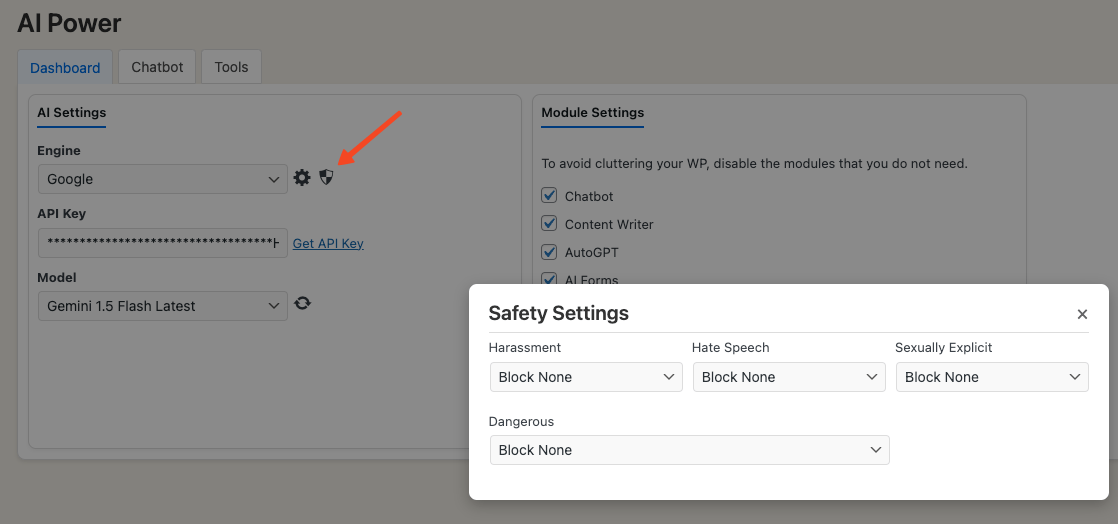 AI Power
Dashboard
Chatbot
Tools
AI Settings
Engine
Google
API Key
***********************************H
Get API Key
Model
Gemini 1.5 Flash Latest
Module Settings
To avoid cluttering your WP, disable the modules that you do not need.
Chatbot
Content Writer
AutoGPT
AI Forms
Safety Settings
Harassment
Hate Speech
Sexually Explicit
Block None
Block None
Block None
Dangerous
Block None